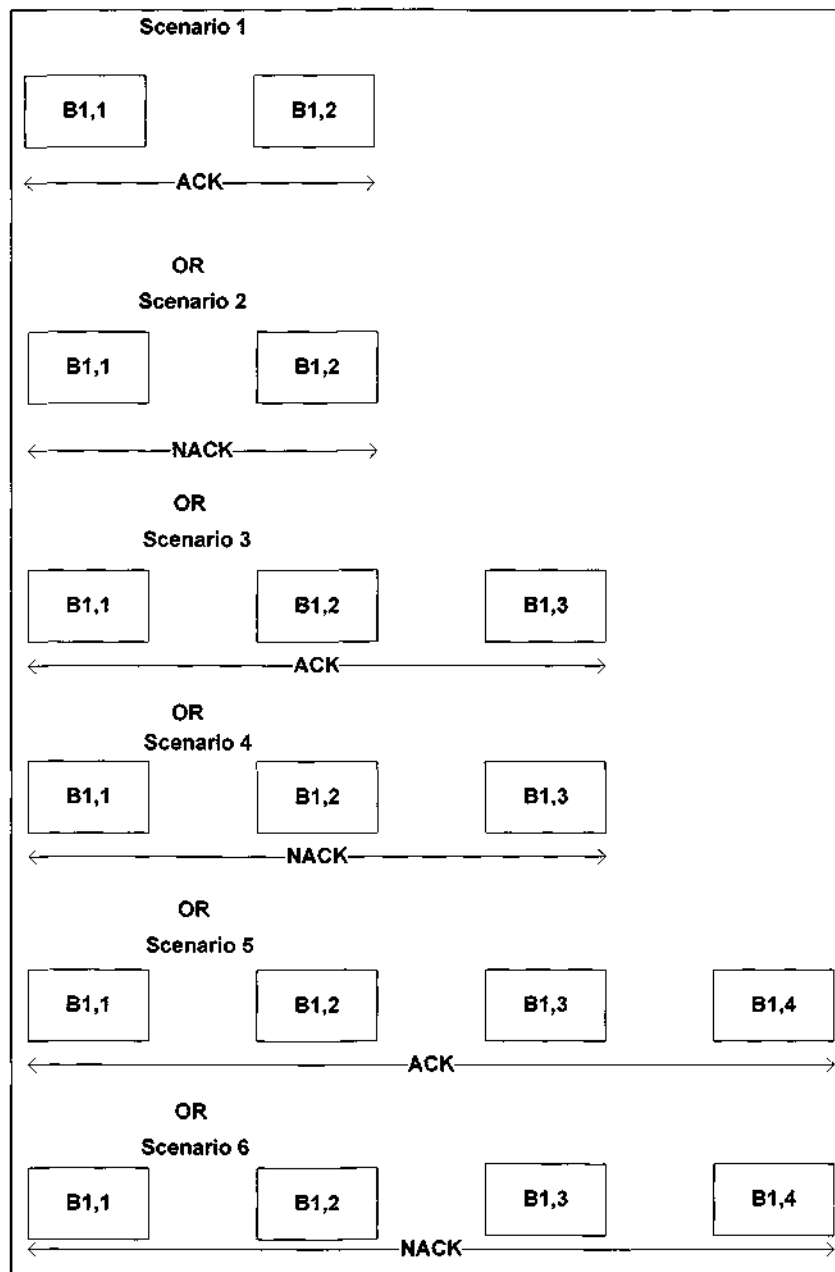 Scenario 1
B1,1 B1,2
ACK
OR
Scenario 2
B1,1 B1,2
NACK
OR
Scenario 3
B1,1 B1,2 B1,3
ACK
OR
Scenario 4
B1,1 B1,2 B1,3
NACK
OR
Scenario 5
B1,1 B1,2 B1,3 B1,4
ACK
OR
Scenario 6
B1,1 B1,2 B1,3 B1,4
NACK